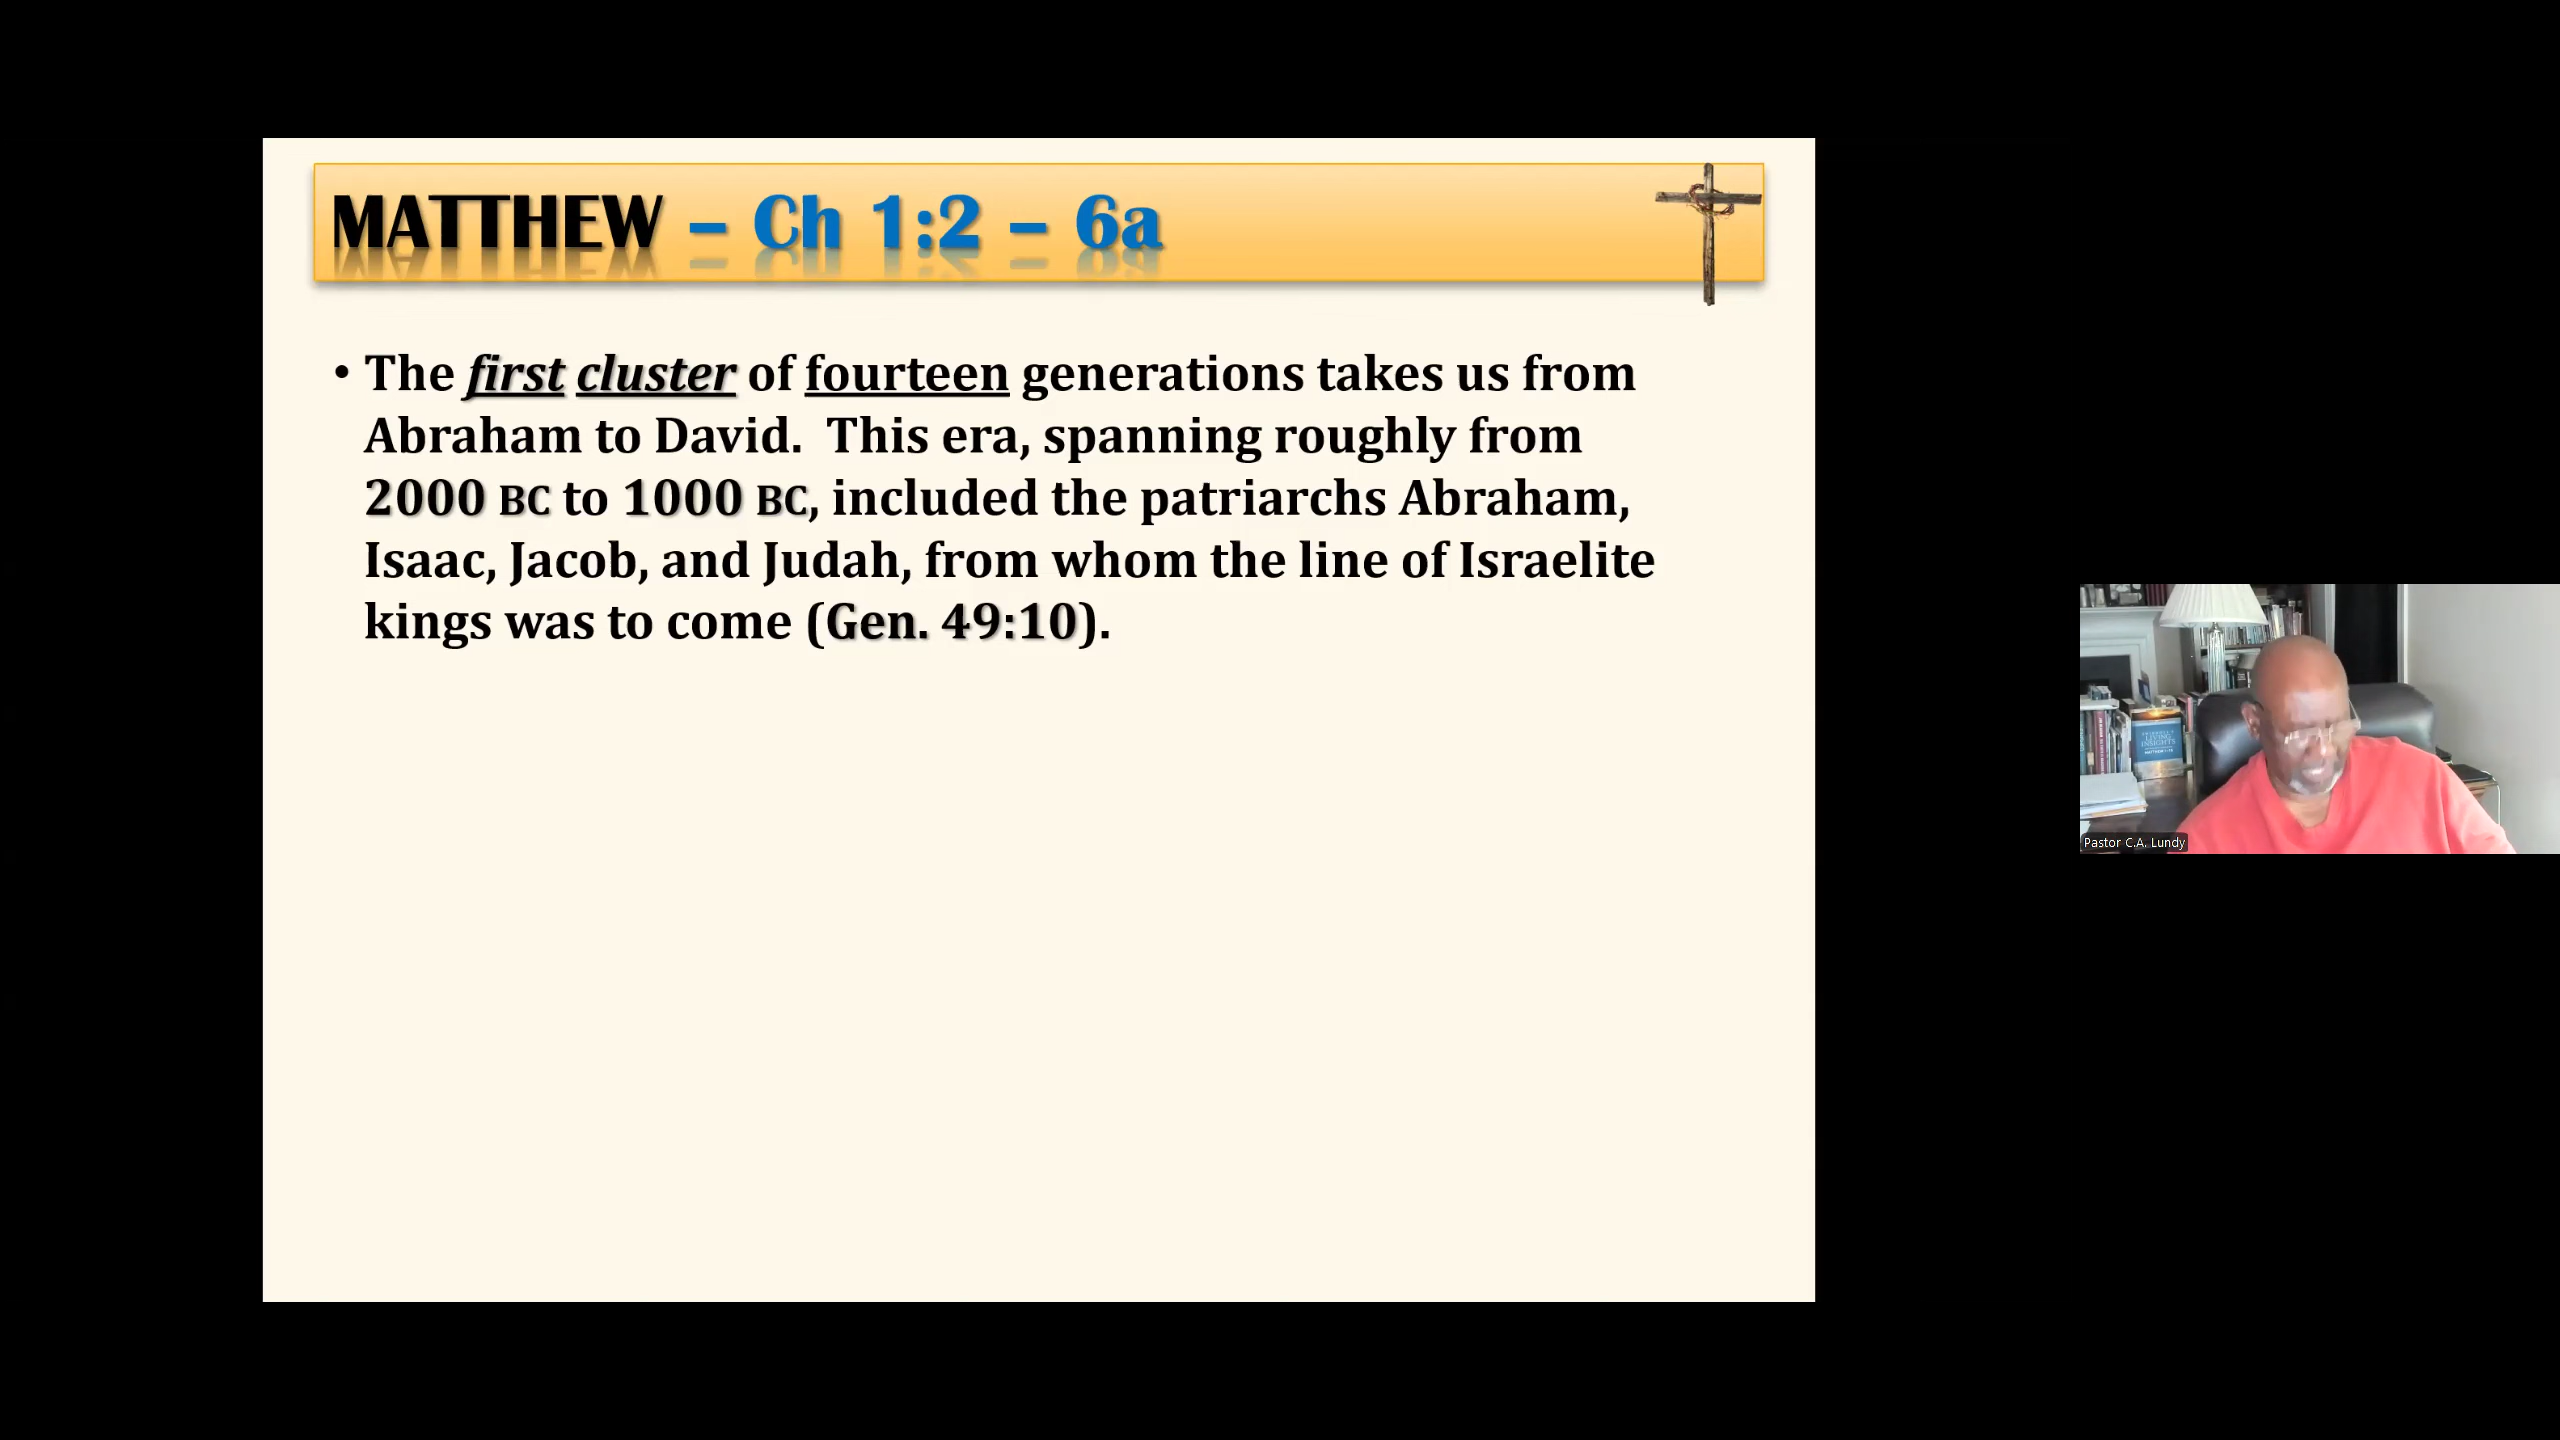 MATTHEW – Ch 1:2 – 6a
• The first cluster of fourteen generations takes us from
Abraham to David.  This era, spanning roughly from
2000 BC to 1000 BC, included the patriarchs Abraham,
Isaac, Jacob, and Judah, from whom the line of Israelite
kings was to come (Gen. 49:10).
LIVING
INSIGHTS
Pastor C.A. Lundy